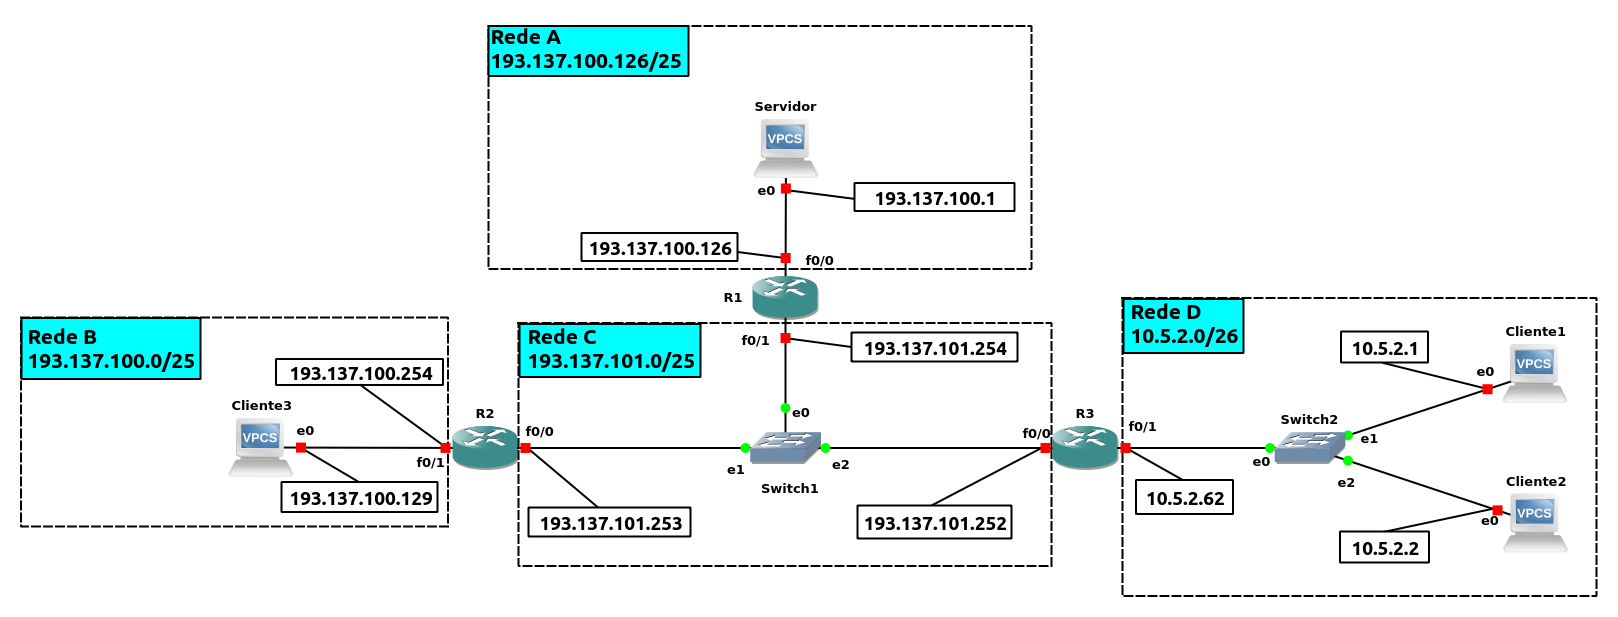 Rede A
193.137.100.126/25
Servidor
VPCS
e0
193.137.100.1
193.137.100.126
f0/0
R1
Rede B
193.137.100.0/25
193.137.100.254
Cliente3
VPCS
e0
f0/1
193.137.100.129
R2
Rede C
193.137.101.0/25
f0/1
193.137.101.254
e0
f0/0
e1
e2
Switch1
f0/0
193.137.101.253
193.137.101.252
R3
Rede D
10.5.2.0/26
f0/1
10.5.2.62
Switch2
e0
e1
e2
10.5.2.1
Cliente1
VPCS
e0
Cliente2
VPCS
e0
10.5.2.2